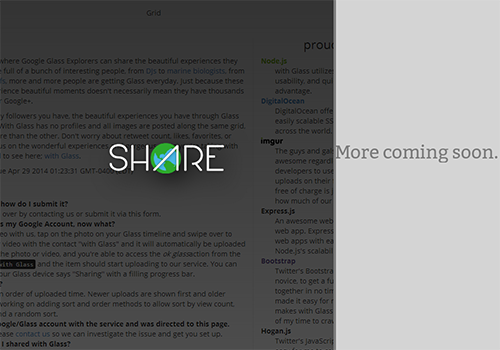 Grid
prou
where Google Glass Explorers can share the beautiful experiences they
full of a bunch of interesting people, from DJs to marine biologists, from
more and more people are getting Glass everyday. Just because these
rience beautiful moments doesn't necessarily mean they have thousands
Google+.
y followers you have, the beautiful experiences you have through Glass
With Glass has no profiles and all images are posted along the same grid.
re than the other. Don't worry about retweet count, likes, favorites, or
us on the wonderful experiences
to see here; with Glass.
ue Apr 29 2014 01:23:31 GMT-040
how do I submit it?
over by contacting us or submit it via this form.
s my Google Account, now what?
eo with us, tap on the photo on your Glass timeline and swipe over to
video with the contact "with Glass" and it will automatically be uploaded
he photo or video, and you're able to access the ok glass action from the
with Glass and the item should start uploading to our service. You can
our Glass device says "Sharing" with a filling progress bar.
?
n order of uploaded time. Newer uploads are shown first and older
working on adding sort and order methods to allow sort by view count,
nd a random sort.
oogle/Glass account with the service and was directed to this page.
ease contact us so we can investigate the issue and get you set up.
I shared with Glass?
Node.js
with Glass utilizes
usability, and qui
advantage.
DigitalOcean
DigitalOcean offe
easily scalable SS
across the world.
imgur
The guys and gals
awesome regardi
developers to use
uploads on their
free of charge is j
how much of our
Express.js
An awesome web
web apps with ea
Node.js's scalabili
Bootstrap
Twitter's Bootstra
novice, to get a fu
together in no tim
made it easy for
makes with Glass
of my time to craw
Hogan.js
Twitter's JavaScrip
SHARE
More coming soon.